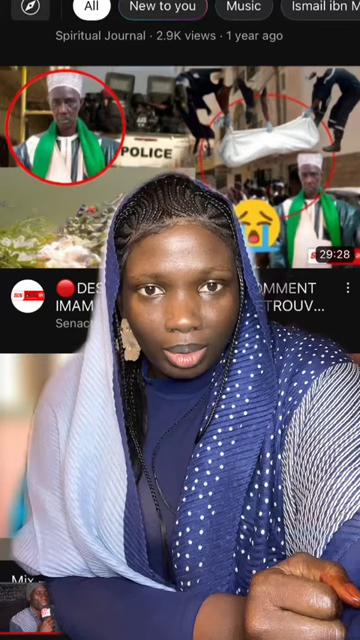 All
New to you
Music
Ismail ibn M
Spiritual Journal · 2.9K views · 1 year ago
POLICE
29:28
DES
OMMENT
IMAM
TROUV...
Senac
Mix